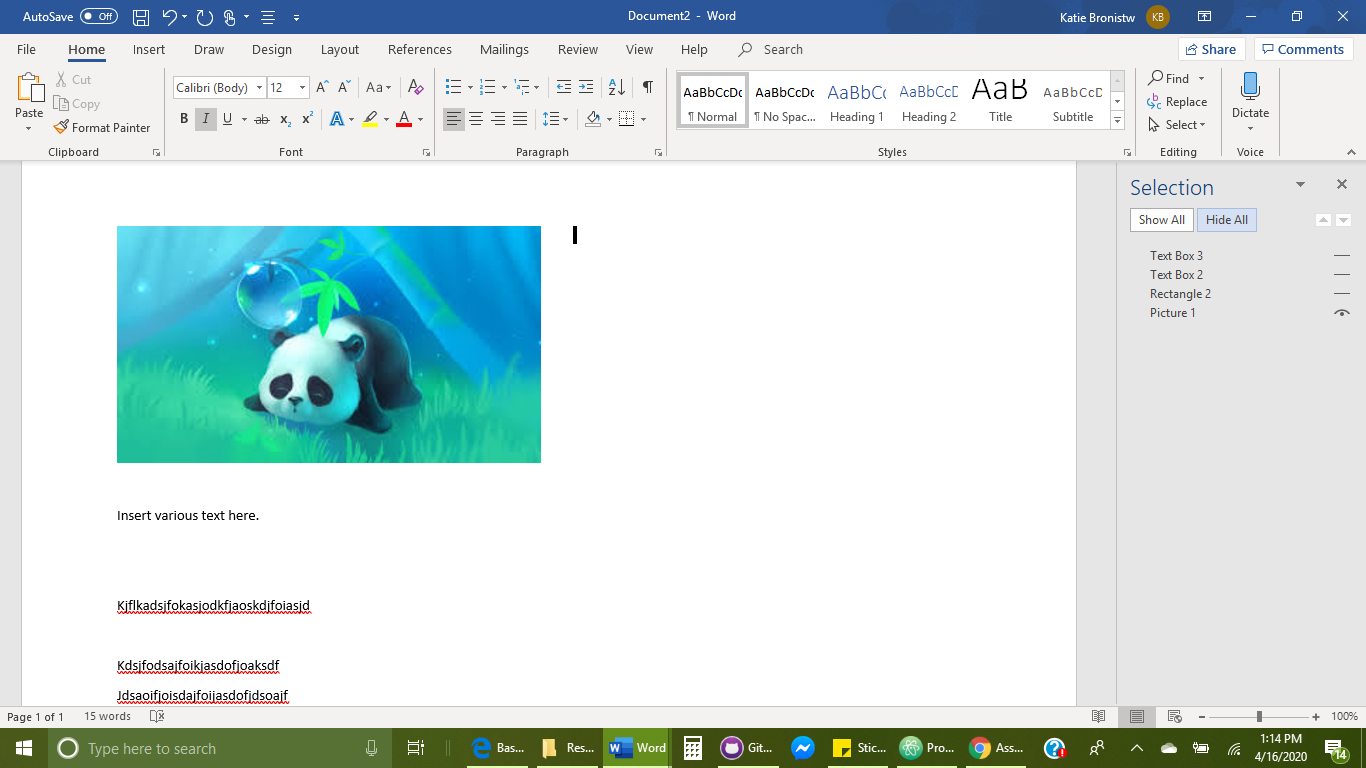 AutoSave Off Document2 - Word Katie Bronistw KB
File Home Insert Draw Design Layout References Mailings Review View Help Search Share Comments
Paste Cut Copy Format Painter Clipboard
Calibri (Body) 12 Aa A
B I U ab x₂ x² A A Font
Paragraph
AaBbCcDc ¶ Normal
AaBbCcDc ¶ No Spac...
AaBbCc Heading 1
AaBbCcD Heading 2
AaB Title
AaBbCcD Subtitle
Styles
Find
Replace
Select
Editing
Dictate
Voice
Selection
Show All Hide All
Text Box 3
Text Box 2
Rectangle 2
Picture 1
Insert various text here.
Kjflkadsjfokasjodkfjaoskdjfoiasjd
Kdsjfodsajfoikjasdofjoaksdf
Jdsaoifjoisdajfoijasdofjdsoajf
Page 1 of 1 15 words 100%
Type here to search Bas... Res... Word Git... Stic... Pro... Ass... 1:14 PM
4/16/2020 14